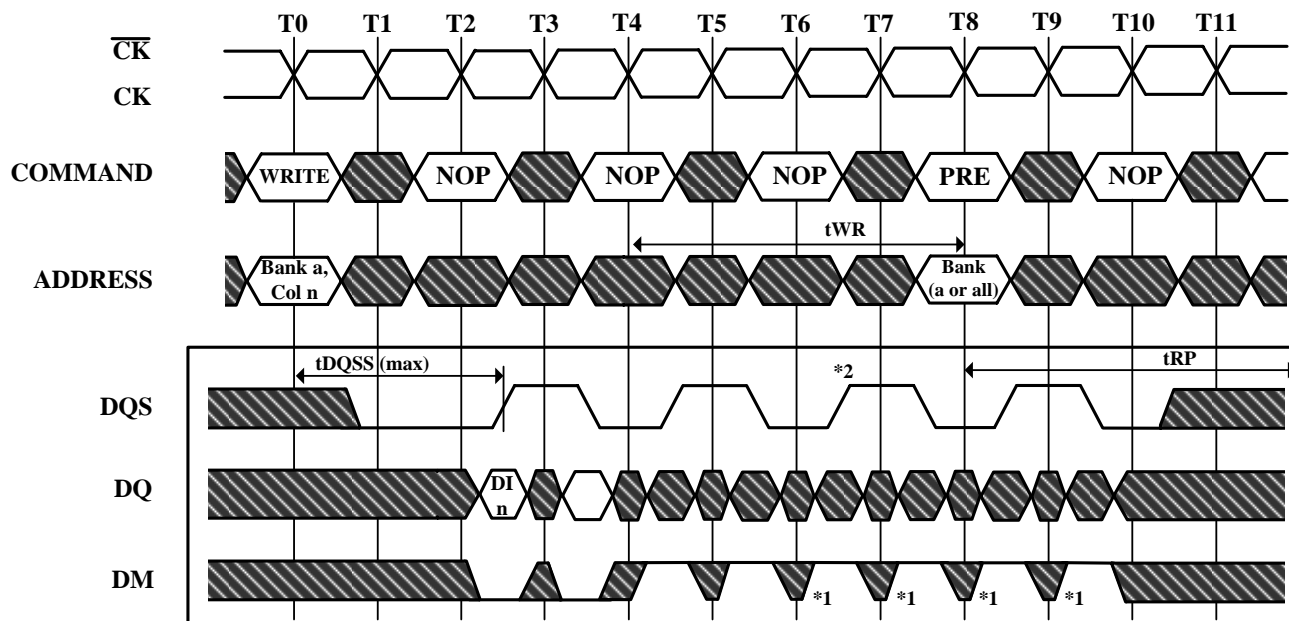 T0 T1 T2 T3 T4 T5 T6 T7 T8 T9 T10 T11
CK
CK
COMMAND WRITE NOP NOP NOP PRE NOP
tWR
ADDRESS Bank a, Col n Bank (a or all)
tDQSS (max) *2 tRP
DQS
DQ DI n
DM *1 *1 *1 *1